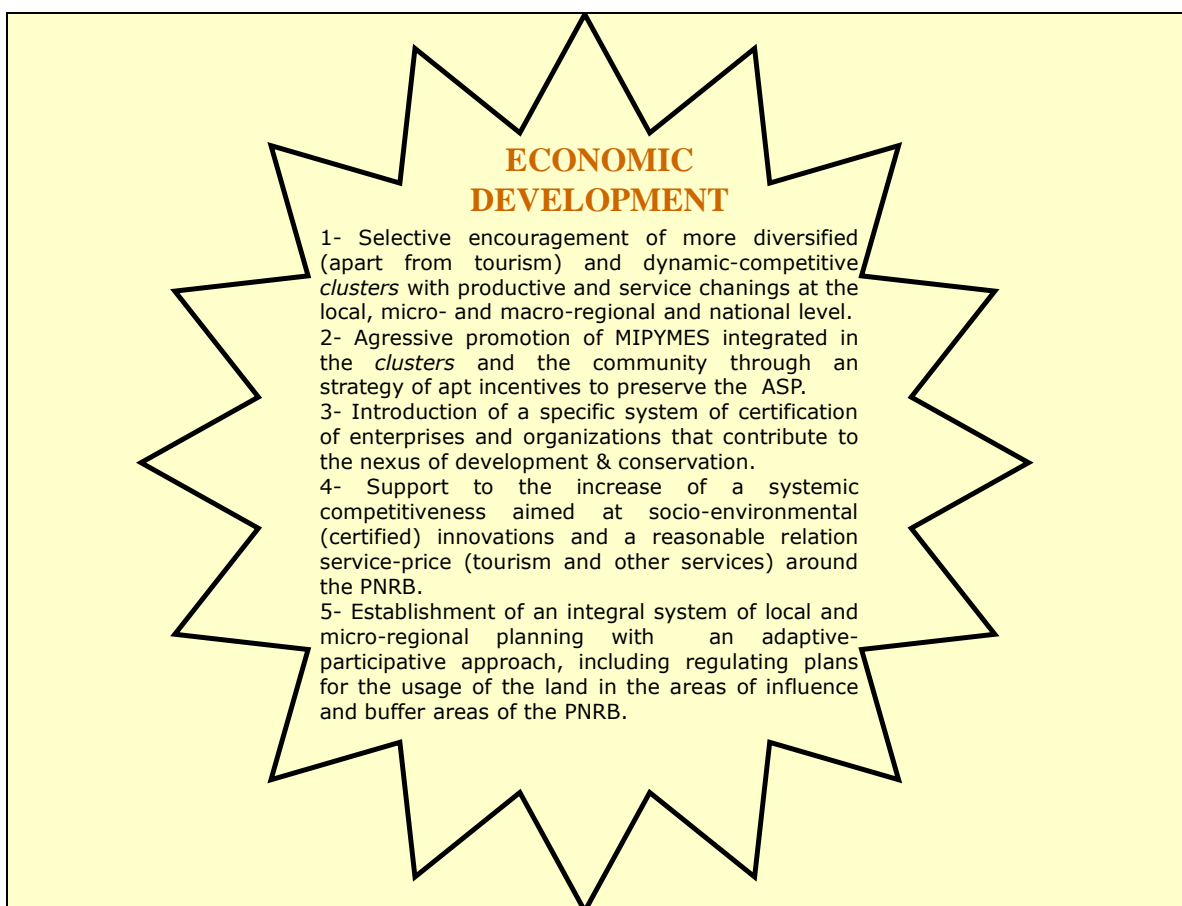 ECONOMIC
DEVELOPMENT
1- Selective encouragement of more diversified
(apart from tourism) and dynamic-competitive
clusters with productive and service chanings at the
local, micro- and macro-regional and national level.
2- Agressive promotion of MIPYMES integrated in
the clusters and the community through an
strategy of apt incentives to preserve the ASP.
3- Introduction of a specific system of certification
of enterprises and organizations that contribute to
the nexus of development & conservation.
4- Support to the increase of a systemic
competitiveness aimed at socio-environmental
(certified) innovations and a reasonable relation
service-price (tourism and other services) around
the PNRB.
5- Establishment of an integral system of local and
micro-regional planning with an adaptive-
participative approach, including regulating plans
for the usage of the land in the areas of influence
and buffer areas of the PNRB.